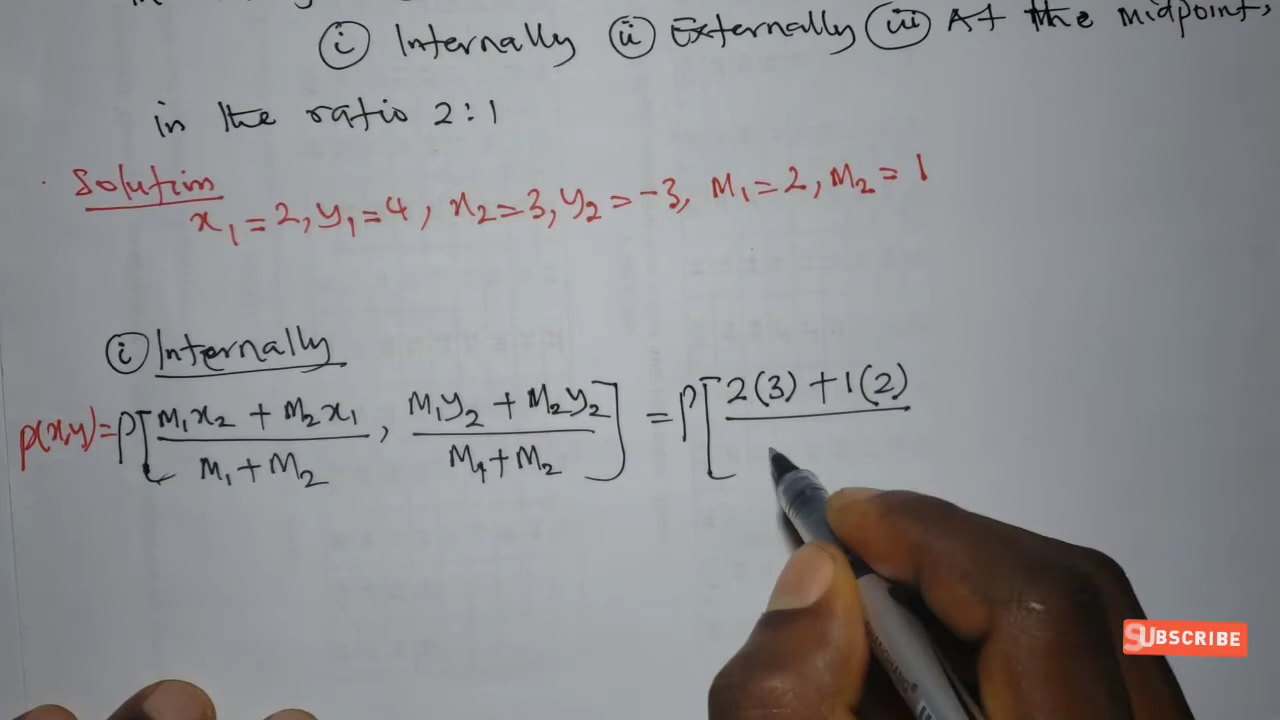 (i) Internally (ii) Externally (iii) At the midpoint,
in the ratio 2:1
Solution
x₁=2, y₁=4, x₂=3, y₂=-3, M₁=2, M₂=1
(i) Internally
P(x,y)=P[(M₁x₂ + M₂x₁)/(M₁+M₂), (M₁y₂ + M₂y₂)/(M₁+M₂)] = P[2(3)+1(2)
SUBSCRIBE